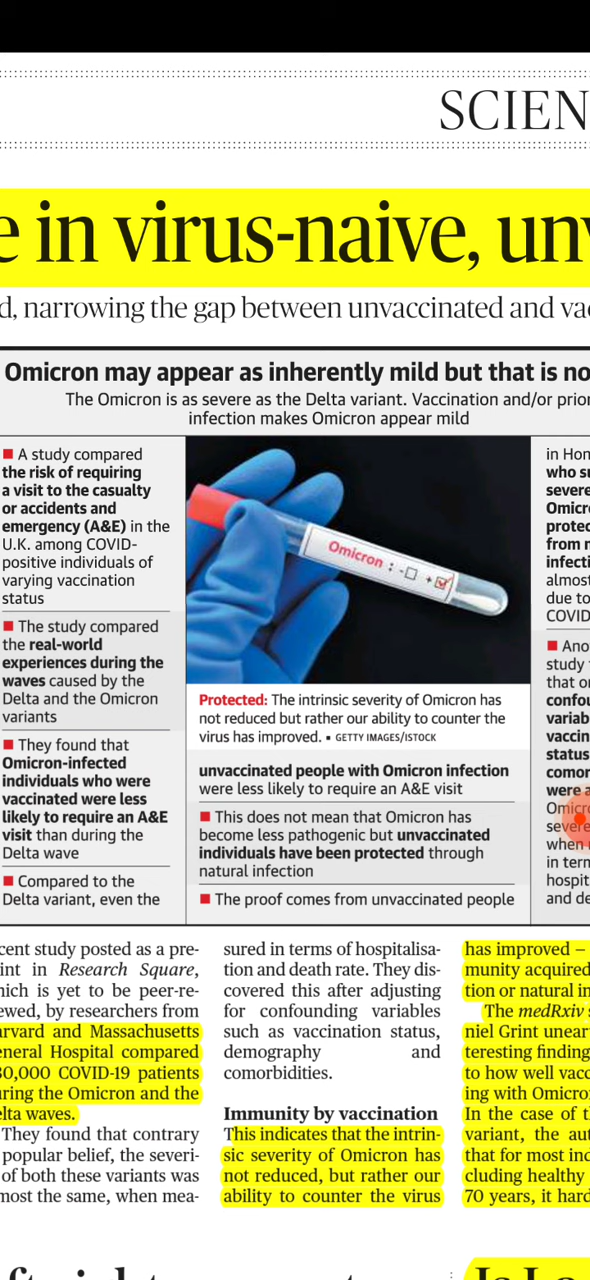 SCIEN
e in virus-naive, unv
d, narrowing the gap between unvaccinated and va
Omicron may appear as inherently mild but that is no
The Omicron is as severe as the Delta variant. Vaccination and/or prior
infection makes Omicron appear mild
■ A study compared
the risk of requiring
a visit to the casualty
or accidents and
emergency (A&E) in the
U.K. among COVID-
positive individuals of
varying vaccination
status
■ The study compared
the real-world
experiences during the
waves caused by the
Delta and the Omicron
variants
■ They found that
Omicron-infected
individuals who were
vaccinated were less
likely to require an A&E
visit than during the
Delta wave
■ Compared to the
Delta variant, even the
Omicron : - +
Protected: The intrinsic severity of Omicron has
not reduced but rather our ability to counter the
virus has improved. ▪ GETTY IMAGES/ISTOCK
unvaccinated people with Omicron infection
were less likely to require an A&E visit
■ This does not mean that Omicron has
become less pathogenic but unvaccinated
individuals have been protected through
natural infection
■ The proof comes from unvaccinated people
in Hon
who su
severe
Omicro
protec
from n
infecti
almost
due to
COVID
■ Ano
study
that or
confou
variab
vaccin
status
comor
were a
Omicro
severe
when
in term
hospit
and de
cent study posted as a pre-
int in Research Square,
hich is yet to be peer-re-
ewed, by researchers from
arvard and Massachusetts
eneral Hospital compared
30,000 COVID-19 patients
uring the Omicron and the
elta waves.
They found that contrary
popular belief, the severi-
of both these variants was
most the same, when mea-
sured in terms of hospitalisa-
tion and death rate. They dis-
covered this after adjusting
for confounding variables
such as vaccination status,
demography and
comorbidities.
Immunity by vaccination
This indicates that the intrin-
sic severity of Omicron has
not reduced, but rather our
ability to counter the virus
has improved –
munity acquired
tion or natural in
The medRxiv s
niel Grint unear
teresting finding
to how well vacc
ing with Omicro
In the case of t
variant, the aut
that for most ind
cluding healthy
70 years, it hard